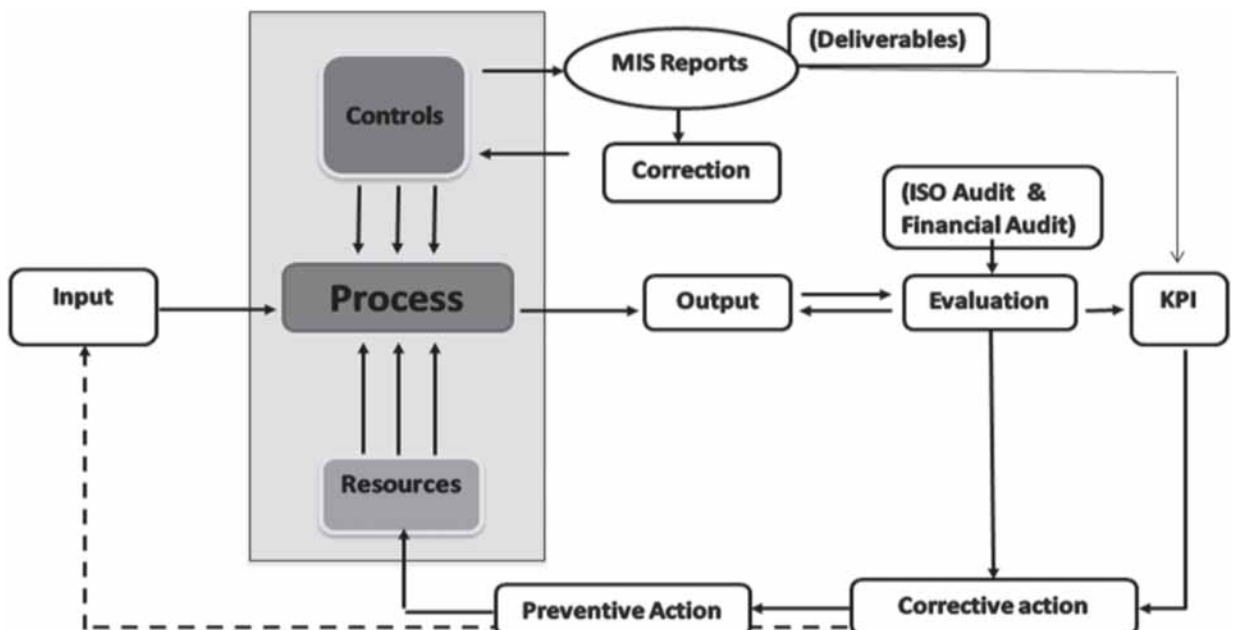 (Deliverables)
MIS Reports
Controls
Correction
(ISO Audit &
Financial Audit)
Input
Process
Output
Evaluation
KPI
Resources
Preventive Action
Corrective action